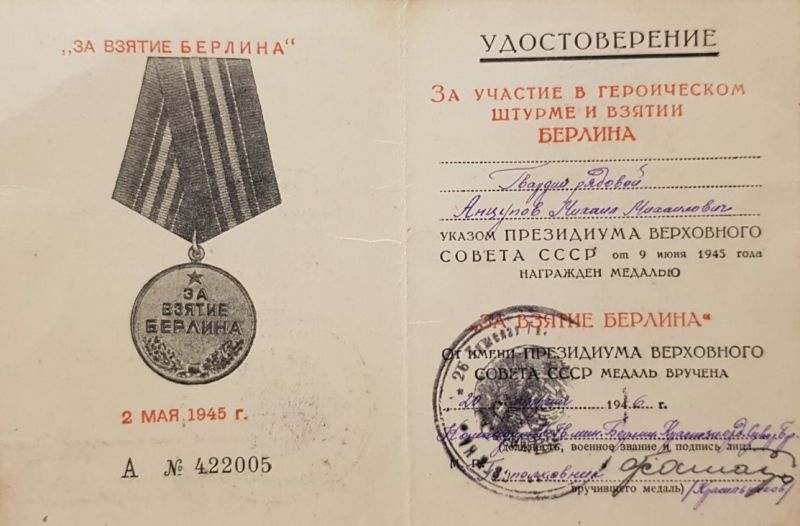 „ЗА ВЗЯТИЕ БЕРЛИНА“
ЗА
ВЗЯТИЕ
БЕРЛИНА
2 МАЯ 1945 г.
А № 422005
УДОСТОВЕРЕНИЕ
ЗА УЧАСТИЕ В ГЕРОИЧЕСКОМ
ШТУРМЕ И ВЗЯТИИ
БЕРЛИНА
Гвардии рядовой
Анцупов Михаил Михаилович
УКАЗОМ ПРЕЗИДИУМА ВЕРХОВНОГО
СОВЕТА СССР от 9 июня 1945 года
НАГРАЖДЕН МЕДАЛЬЮ
„ЗА ВЗЯТИЕ БЕРЛИНА“
От имени ПРЕЗИДИУМА ВЕРХОВНОГО
СОВЕТА СССР МЕДАЛЬ ВРУЧЕНА
20 1946 г.
(должность, военное звание и подпись лица,
М. П.
вручившего медаль)